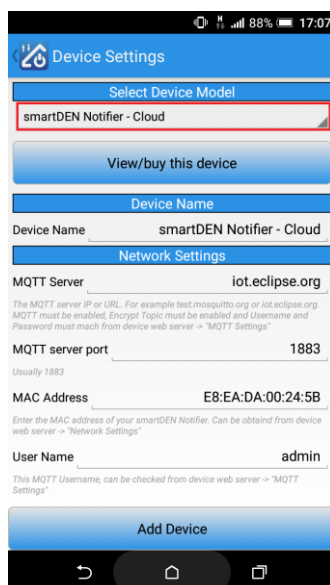 88% 17:07
Device Settings
Select Device Model
smartDEN Notifier - Cloud
View/buy this device
Device Name
Device Name smartDEN Notifier - Cloud
Network Settings
MQTT Server iot.eclipse.org
The MQTT server IP or URL. For example test.mosquitto.org or iot.eclipse.org.
MQTT must be enabled, Encrypt Topic must be enabled and Username and
Password must mach from device web server -> "MQTT Settings"
MQTT server port 1883
Usually 1883
MAC Address E8:EA:DA:00:24:5B
Enter the MAC address of your smartDEN Notifier. Can be obtaind from device
web server -> "Network Settings"
User Name admin
This MQTT Username, can be checked from device web server -> "MQTT
Settings"
Add Device